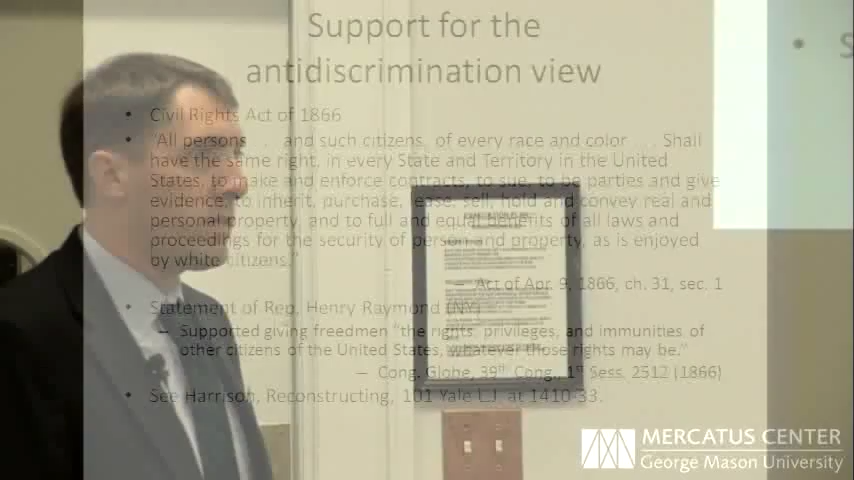 Support for the
antidiscrimination view
• Civil Rights Act of 1866
• "All persons . . . and such citizens, of every race and color . . . Shall
have the same right, in every State and Territory in the United
States, to make and enforce contracts, to sue, to be parties and give
evidence, to inherit, purchase, lease, sell, hold and convey real and
personal property, and to full and equal benefits of all laws and
proceedings for the security of person and property, as is enjoyed
by white citizens."
– Act of Apr. 9, 1866, ch. 31, sec. 1
• Statement of Rep. Henry Raymond (NY)
– Supported giving freedmen "the rights, privileges, and immunities of
other citizens of the United States, whatever those rights may be."
– Cong. Globe, 39th Cong., 1st Sess. 2512 (1866)
• See Harrison, Reconstructing, 101 Yale L.J. at 1410-33.
• S
MERCATUS CENTER
George Mason University